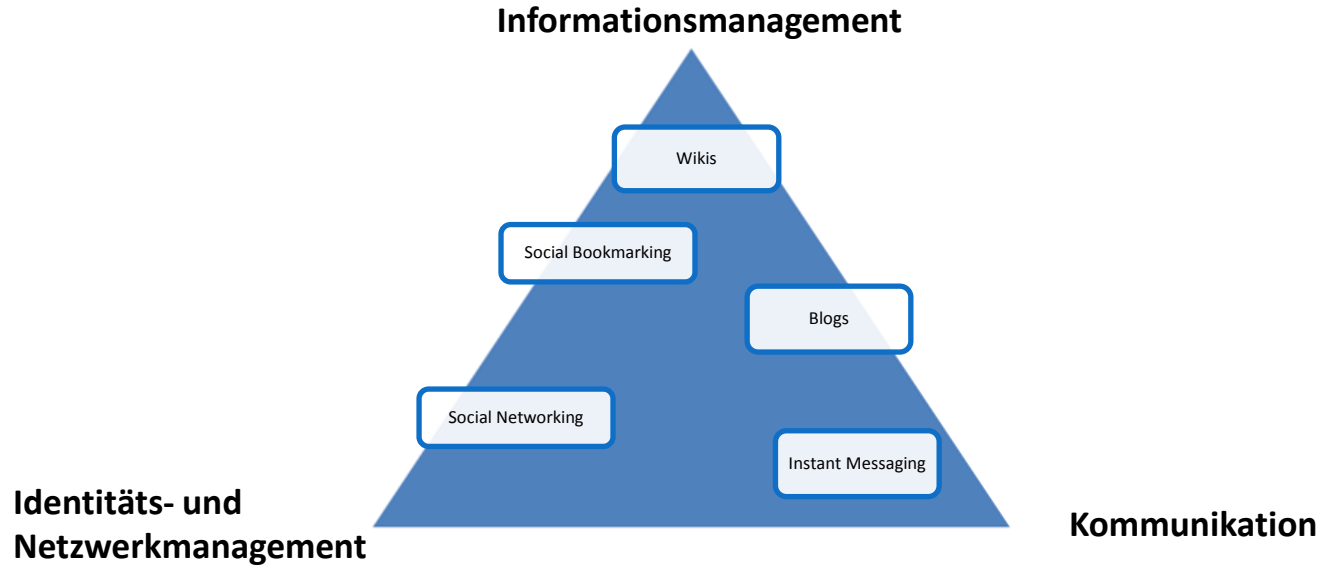 Informationsmanagement
Wikis
Social Bookmarking
Blogs
Social Networking
Instant Messaging
Identitäts- und
Netzwerkmanagement
Kommunikation